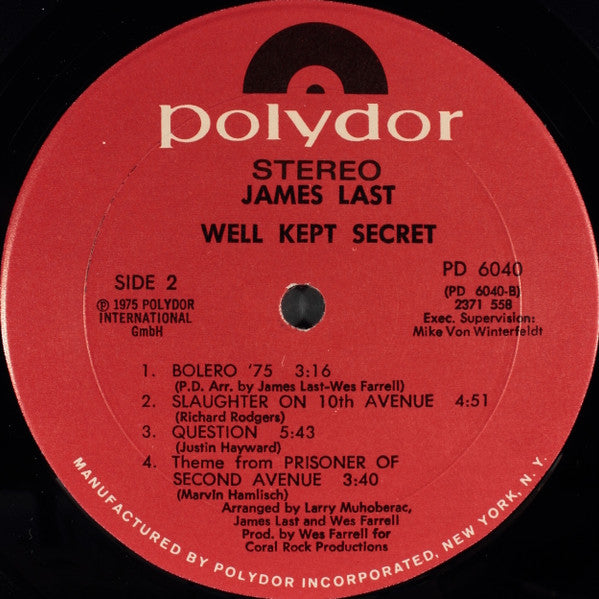 polydor
STEREO
JAMES LAST
WELL KEPT SECRET
SIDE 2
℗ 1975 POLYDOR
INTERNATIONAL
GmbH
PD 6040
(PD 6040-B)
2371 558
Exec. Supervision:
Mike Von Winterfeldt
1. BOLERO '75 3:16
(P.D. Arr. by James Last-Wes Farrell)
2. SLAUGHTER ON 10th AVENUE 4:51
(Richard Rodgers)
3. QUESTION 5:43
(Justin Hayward)
4. Theme from PRISONER OF
SECOND AVENUE 3:40
(Marvin Hamlisch)
Arranged by Larry Muhoberac,
James Last and Wes Farrell
Prod. by Wes Farrell for
Coral Rock Productions
MANUFACTURED BY POLYDOR INCORPORATED, NEW YORK, N.Y.